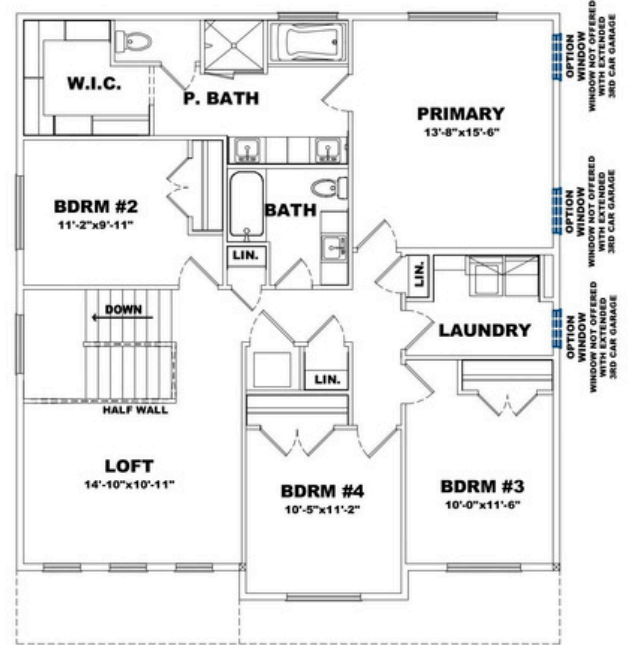 W.I.C.
P. BATH
PRIMARY
13'-8"x15'-6"
OPTION
WINDOW
WINDOW NOT OFFERED
WITH EXTENDED
3RD CAR GARAGE
BDRM #2
11'-2"x9'-11"
BATH
LIN.
OPTION
WINDOW
WINDOW NOT OFFERED
WITH EXTENDED
3RD CAR GARAGE
LIN.
DOWN
LAUNDRY
OPTION
WINDOW
WINDOW NOT OFFERED
WITH EXTENDED
3RD CAR GARAGE
LIN.
HALF WALL
LOFT
14'-10"x10'-11"
BDRM #4
10'-5"x11'-2"
BDRM #3
10'-0"x11'-6"